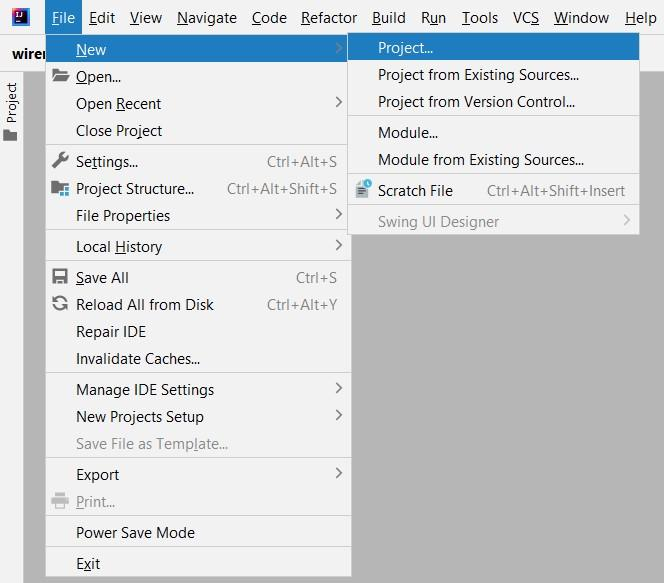 IJ
File Edit View Navigate Code Refactor Build Run Tools VCS Window Help
wirer
Project
New
Open...
Open Recent
Close Project
Settings... Ctrl+Alt+S
Project Structure... Ctrl+Alt+Shift+S
File Properties
Local History
Save All Ctrl+S
Reload All from Disk Ctrl+Alt+Y
Repair IDE
Invalidate Caches...
Manage IDE Settings
New Projects Setup
Save File as Template...
Export
Print...
Power Save Mode
Exit
Project...
Project from Existing Sources...
Project from Version Control...
Module...
Module from Existing Sources...
Scratch File Ctrl+Alt+Shift+Insert
Swing UI Designer